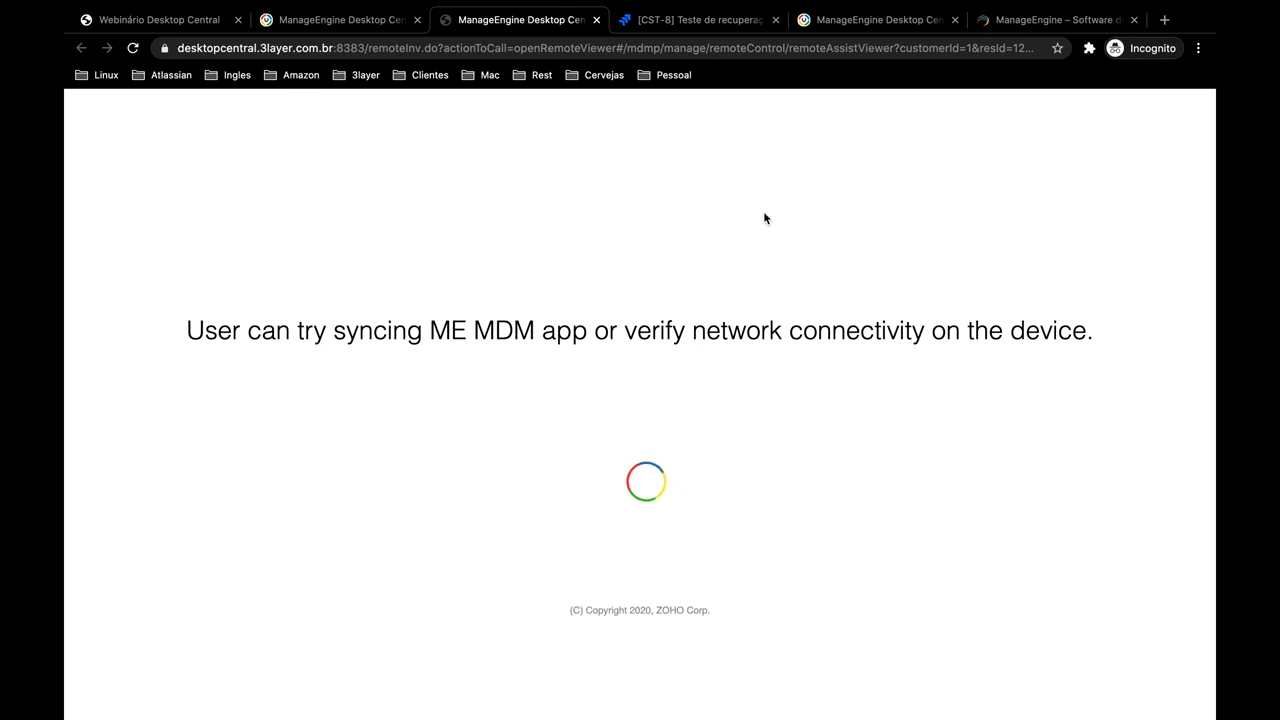 Webinário Desktop Central
ManageEngine Desktop Cen
ManageEngine Desktop Cen
[CST-8] Teste de recuperaç
ManageEngine Desktop Cen
ManageEngine – Software d
desktopcentral.3layer.com.br:8383/remoteInv.do?actionToCall=openRemoteViewer#/mdmp/manage/remoteControl/remoteAssistViewer?customerId=1&resId=12...
Incognito
Linux
Atlassian
Ingles
Amazon
3layer
Clientes
Mac
Rest
Cervejas
Pessoal
User can try syncing ME MDM app or verify network connectivity on the device.
(C) Copyright 2020, ZOHO Corp.